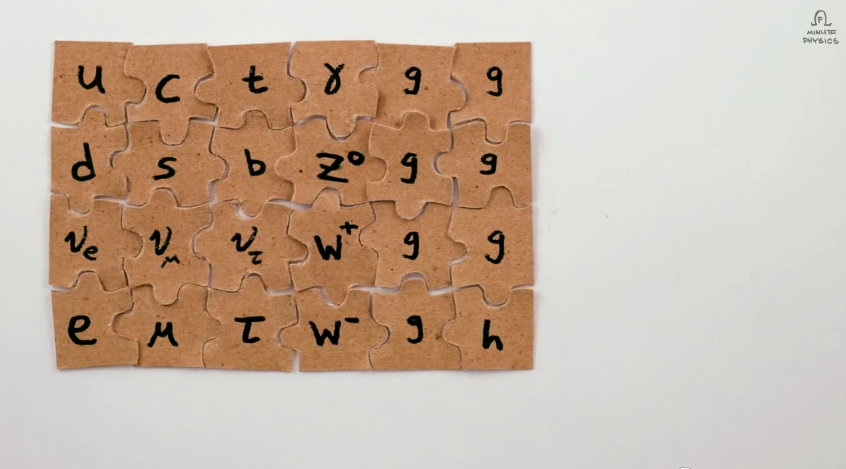 u c t γ g g
d s b Z⁰ g g
νₑ ν_μ ν_τ W⁺ g g
e μ τ W⁻ g h
MINUTE
PHYSICS